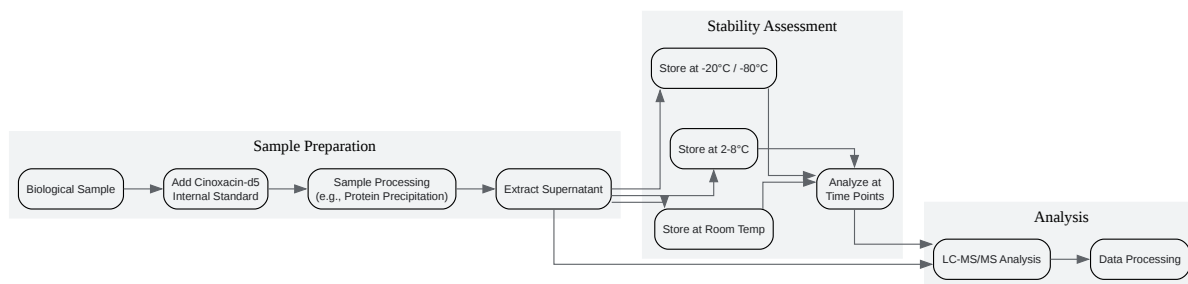 Stability Assessment
Store at -20°C / -80°C
Sample Preparation
Store at 2-8°C
Biological Sample
Add Cinoxacin-d5
Internal Standard
Sample Processing
(e.g., Protein Precipitation)
Extract Supernatant
Analyze at
Time Points
Store at Room Temp
Analysis
LC-MS/MS Analysis
Data Processing